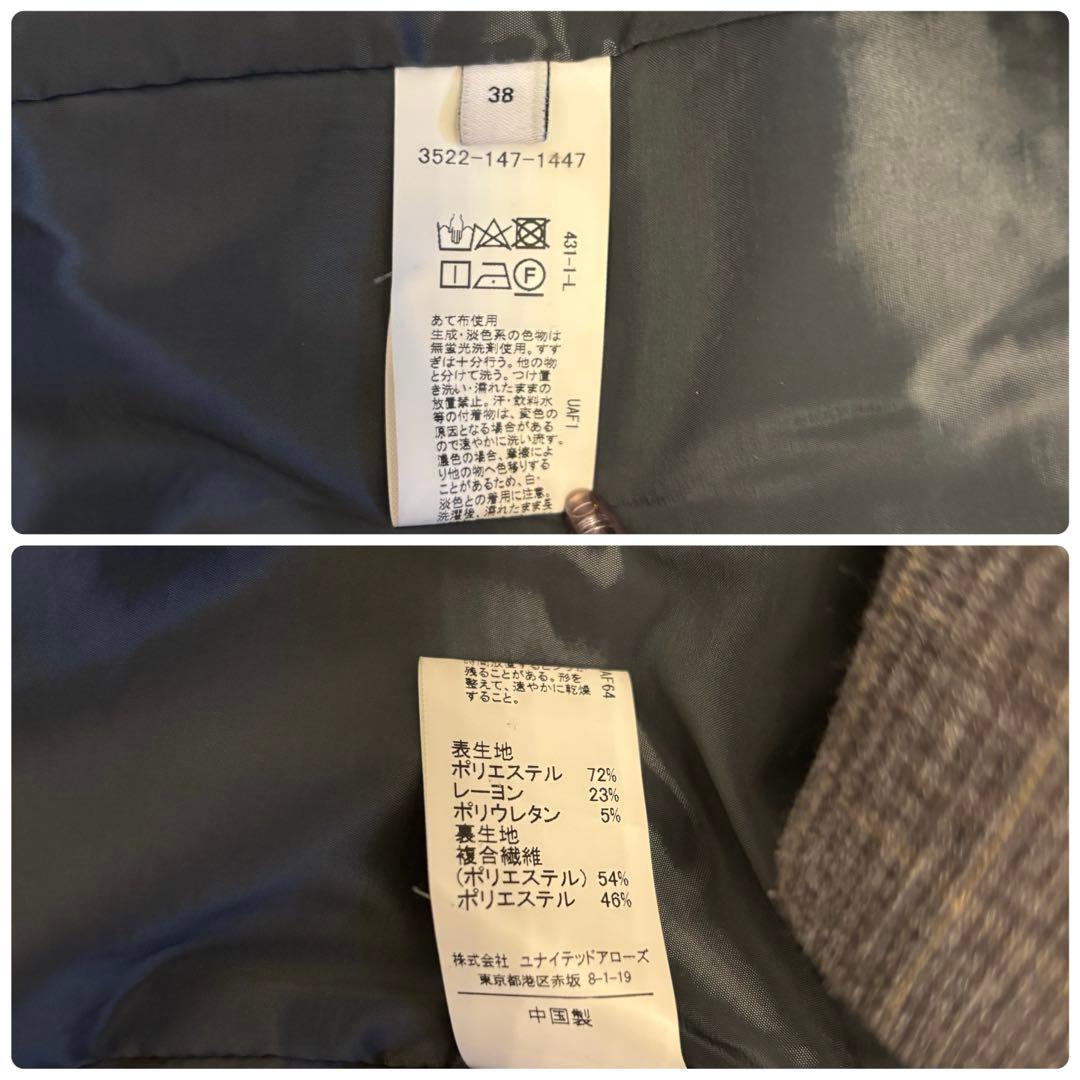 38
3522-147-1447
431-1-L
F
あて布使用
生成・淡色系の色物は
無蛍光洗剤使用。すす
ぎは十分行う。他の物
と分けて洗う。つけ置
き洗い・濡れたままの
放置禁止。汗・飲料水
等の付着物は、変色の
原因となる場合がある
ので速やかに洗い流す。
濃色の場合、摩擦によ
り他の物へ色移りする
ことがあるため、白・
淡色との着用に注意。
洗濯後、濡れたまま長
UAF1
残ることがある。形を
整えて、速やかに乾燥
すること。
AF64
表生地
ポリエステル 72%
レーヨン 23%
ポリウレタン 5%
裏生地
複合繊維
(ポリエステル) 54%
ポリエステル 46%
株式会社 ユナイテッドアローズ
東京都港区赤坂 8-1-19
中国製